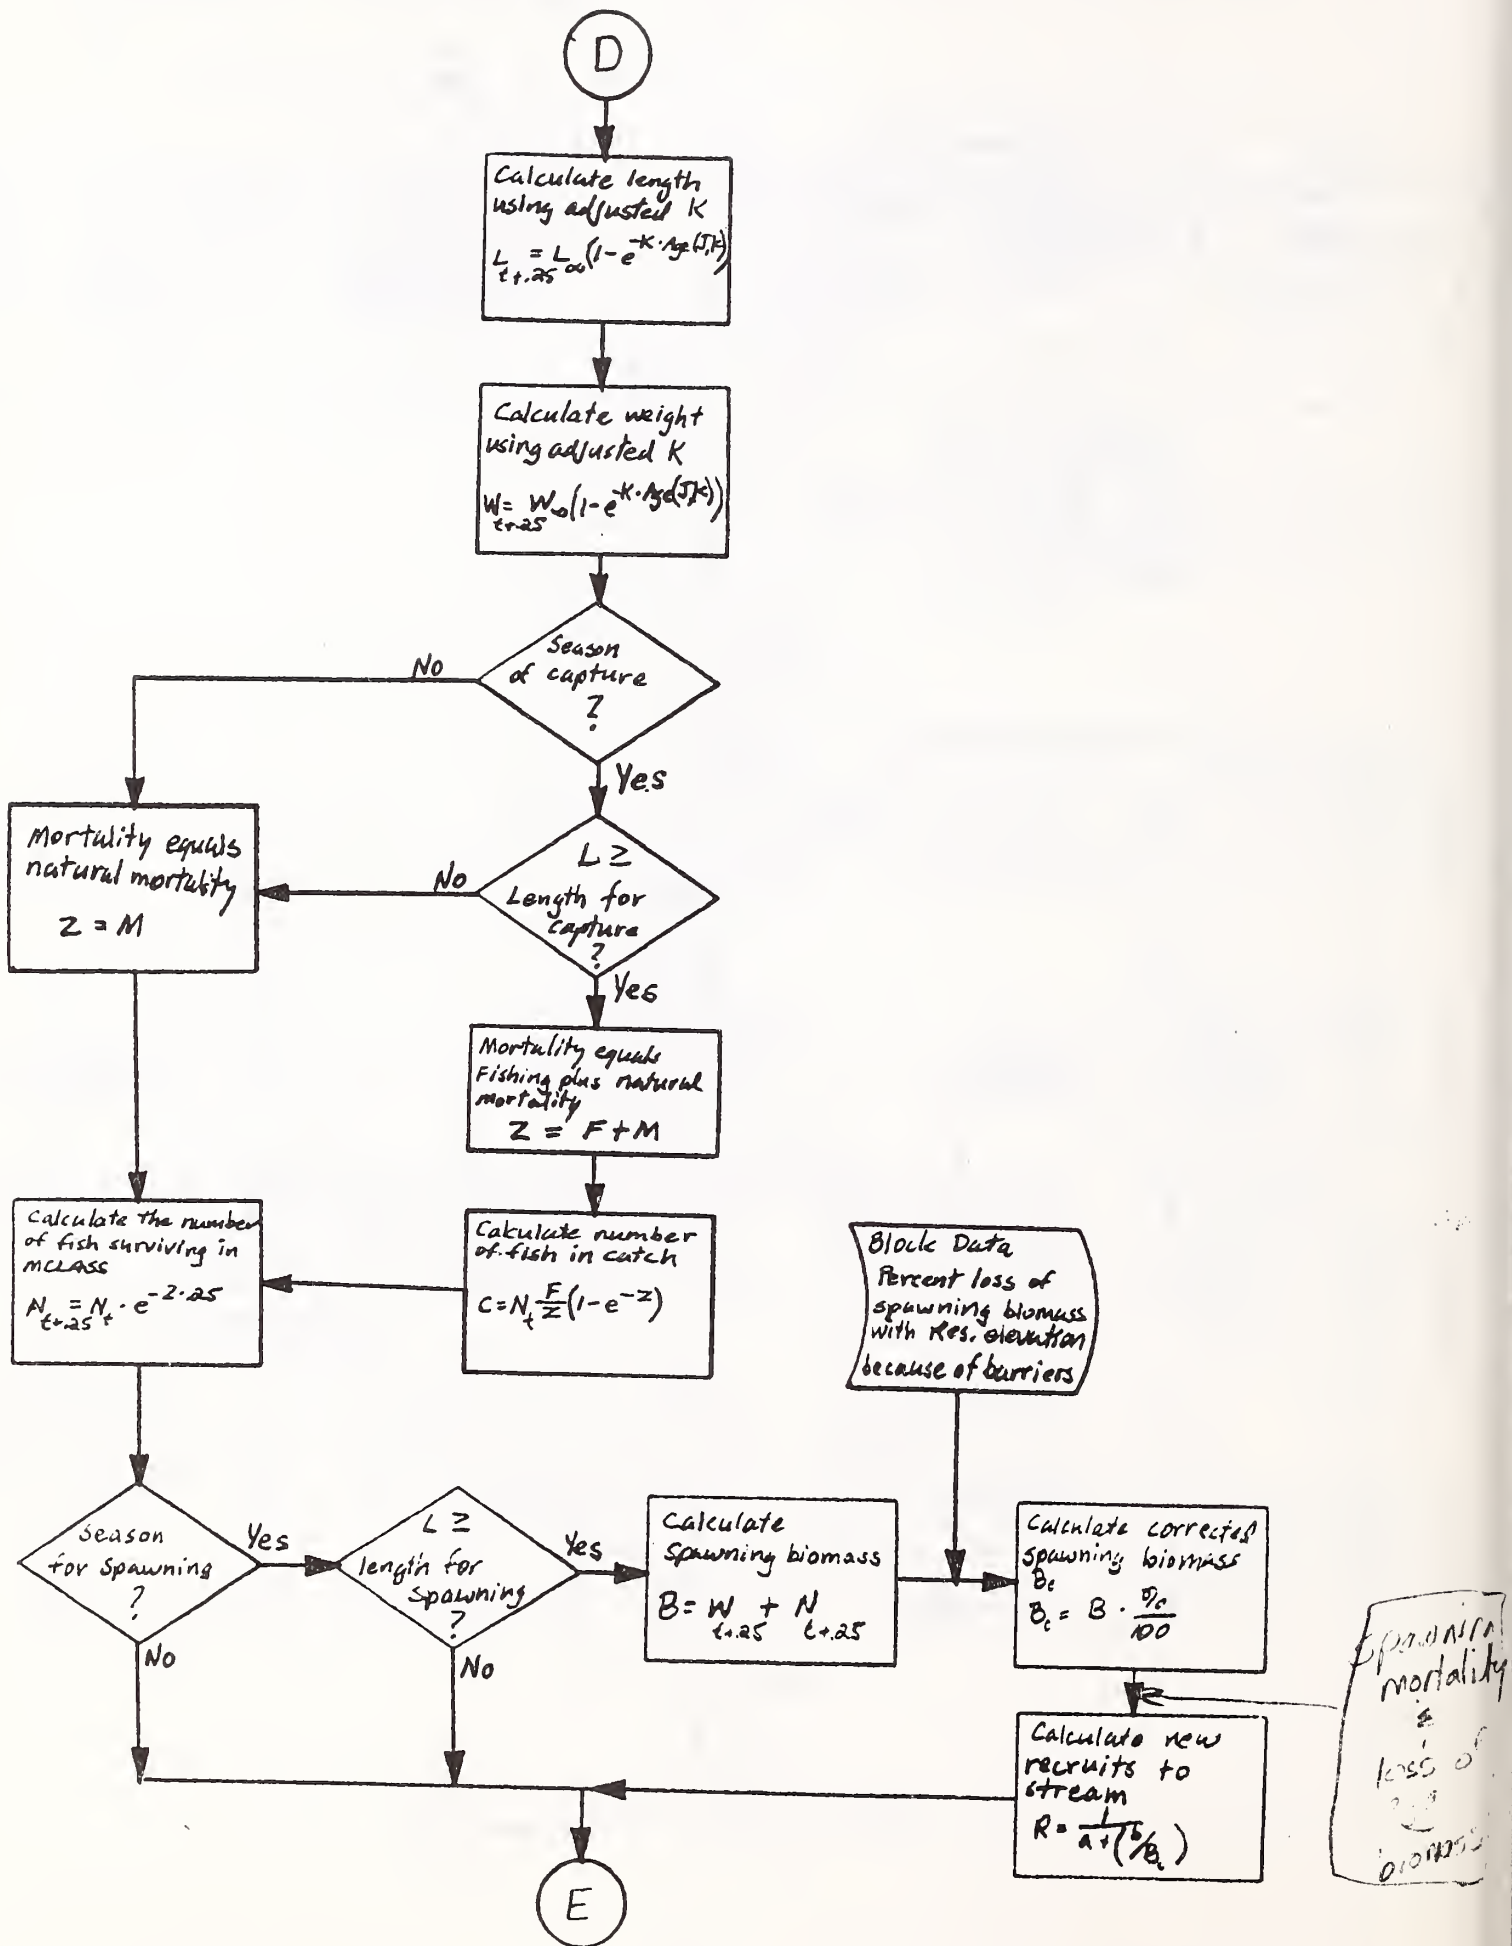 D
Calculate length
using adjusted K
L t+.25 = L∞(1-e^-K·Age(J,K))
Calculate weight
using adjusted K
W t+.25 = W∞(1-e^-K·Age(J,K))
Season
of capture
?
No
Yes
L ≥
Length for
capture
?
No
Yes
Mortality equals
natural mortality
Z = M
Mortality equals
Fishing plus natural
mortality
Z = F + M
Calculate number
of fish in catch
C = N t F/Z (1-e^-Z)
Calculate the number
of fish surviving in
MCLASS
N t+.25 = N t · e^-Z·25
Block Data
Percent loss of
spawning biomass
with Res. elevation
because of barriers
Season
for spawning
?
Yes
No
L ≥
length for
spawning
?
Yes
No
Calculate
spawning biomass
B = W t+.25 + N t+.25
Calculate corrected
spawning biomass
Bc
Bc = B · %/100
Calculate new
recruits to
stream
R = 1/a+(b/Bc)
mortality
&
loss of
biomass
E